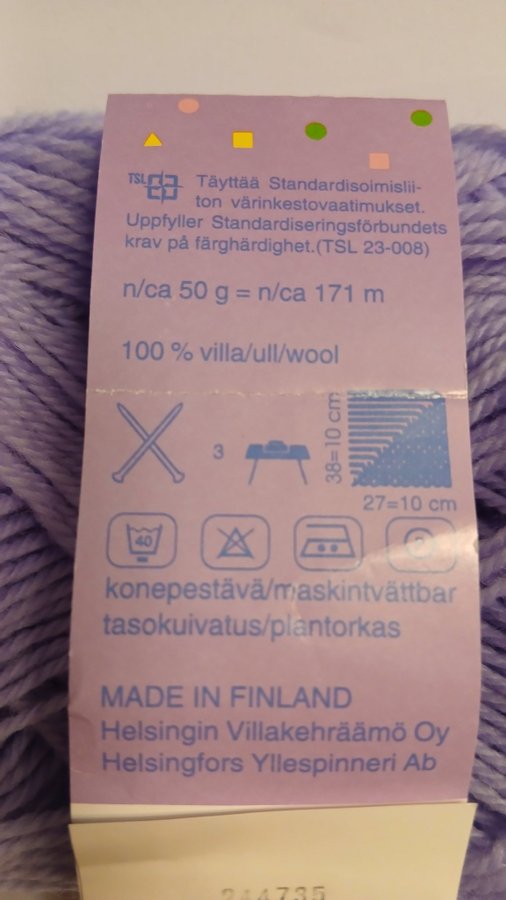 TSL Täyttää Standardisoimislii-
ton värinkestovaatimukset.
Uppfyller Standardiseringsförbundets
krav på färghärdighet.(TSL 23-008)
n/ca 50 g = n/ca 171 m
100 % villa/ull/wool
3
38=10 cm
27=10 cm
40
konepestävä/maskintvättbar
tasokuivatus/plantorkas
MADE IN FINLAND
Helsingin Villakehräämö Oy
Helsingfors Yllespinneri Ab
244735